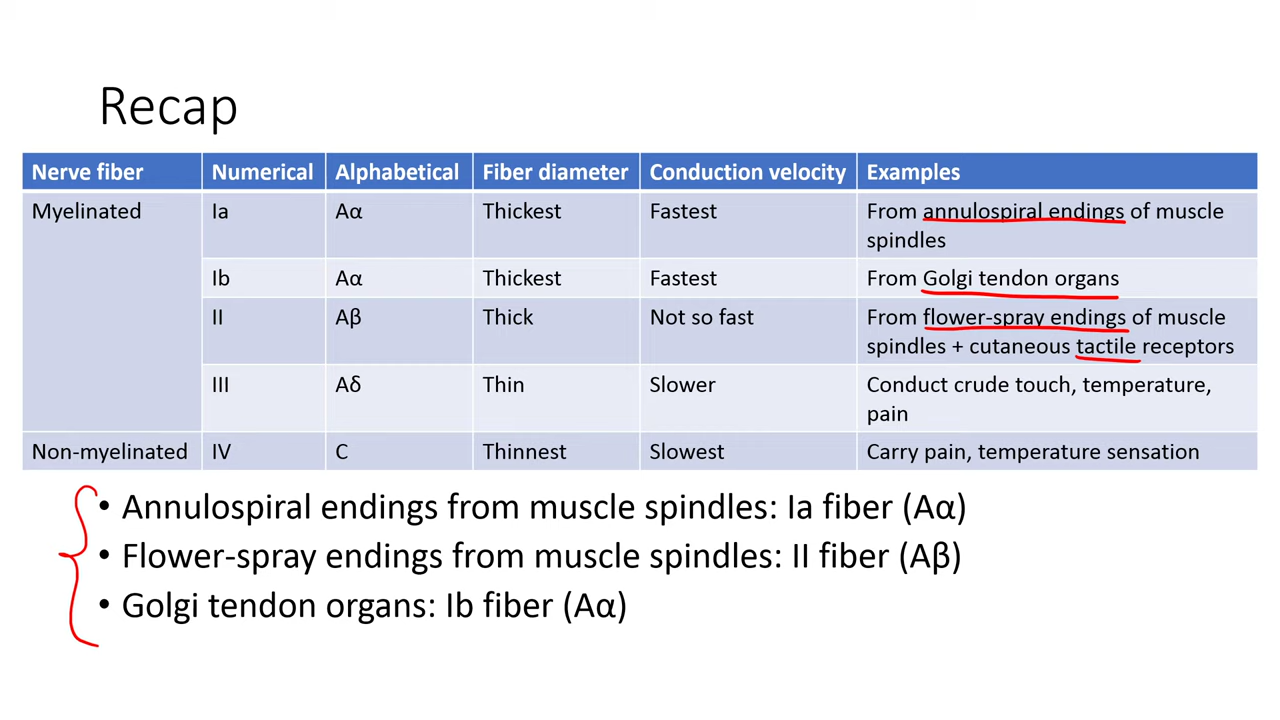 Recap
Nerve fiber Numerical Alphabetical Fiber diameter Conduction velocity Examples
Myelinated Ia Aα Thickest Fastest From annulospiral endings of muscle
spindles
Ib Aα Thickest Fastest From Golgi tendon organs
II Aβ Thick Not so fast From flower-spray endings of muscle
spindles + cutaneous tactile receptors
III Aδ Thin Slower Conduct crude touch, temperature,
pain
Non-myelinated IV C Thinnest Slowest Carry pain, temperature sensation
• Annulospiral endings from muscle spindles: Ia fiber (Aα)
• Flower-spray endings from muscle spindles: II fiber (Aβ)
• Golgi tendon organs: Ib fiber (Aα)